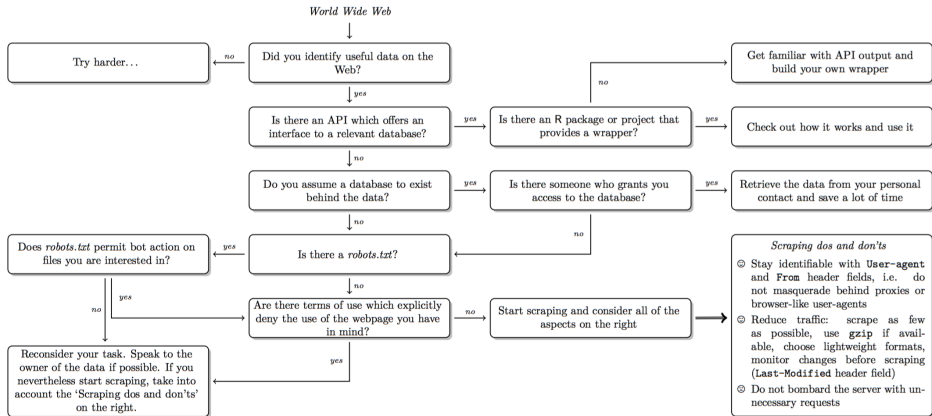 World Wide Web
Try harder...
Did you identify useful data on the
Web?
Get familiar with API output and
build your own wrapper
no
no
yes
Is there an API which offers an
interface to a relevant database?
yes
Is there an R package or project that
provides a wrapper?
yes
Check out how it works and use it
no
Do you assume a database to exist
behind the data?
yes
Is there someone who grants you
access to the database?
yes
Retrieve the data from your personal
contact and save a lot of time
no
no
Does robots.txt permit bot action on
files you are interested in?
yes
Is there a robots.txt?
no
yes
no
Are there terms of use which explicitly
deny the use of the webpage you have
in mind?
no
Start scraping and consider all of the
aspects on the right
yes
Reconsider your task. Speak to the
owner of the data if possible. If you
nevertheless start scraping, take into
account the ‘Scraping dos and don'ts’
on the right.
Scraping dos and don'ts
☺ Stay identifiable with User-agent
and From header fields, i.e. do
not masquerade behind proxies or
browser-like user-agents
☺ Reduce traffic: scrape as few
as possible, use gzip if avail-
able, choose lightweight formats,
monitor changes before scraping
(Last-Modified header field)
☹ Do not bombard the server with un-
necessary requests